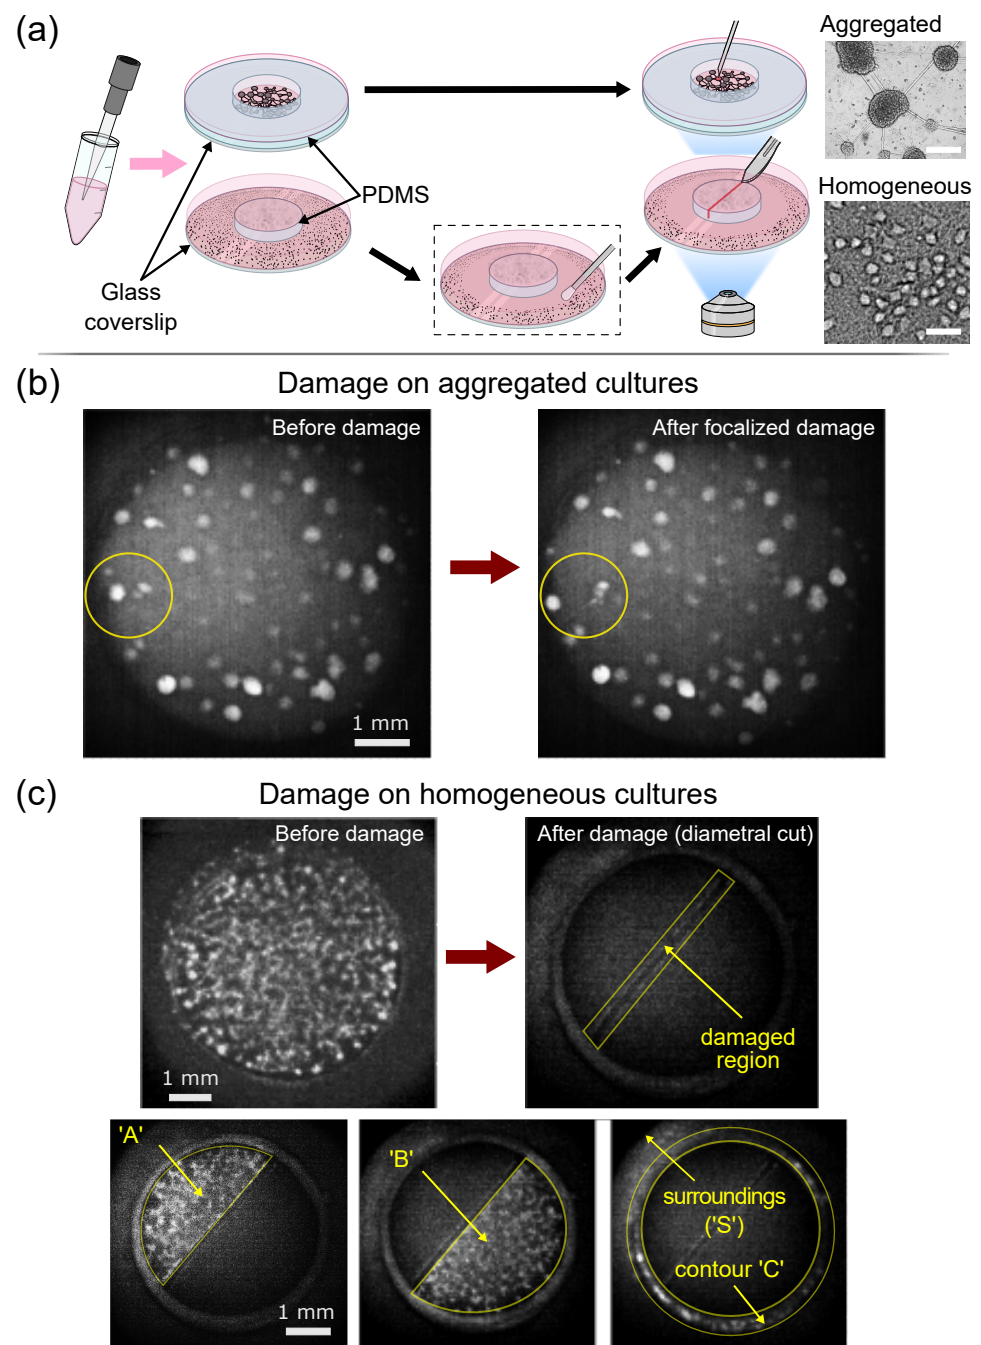 (a)
Aggregated
PDMS
Homogeneous
Glass
coverslip
(b)
Damage on aggregated cultures
Before damage
After focalized damage
1 mm
(c)
Damage on homogeneous cultures
Before damage
After damage (diametral cut)
damaged
region
1 mm
'A'
'B'
surroundings
('S')
contour 'C'
1 mm